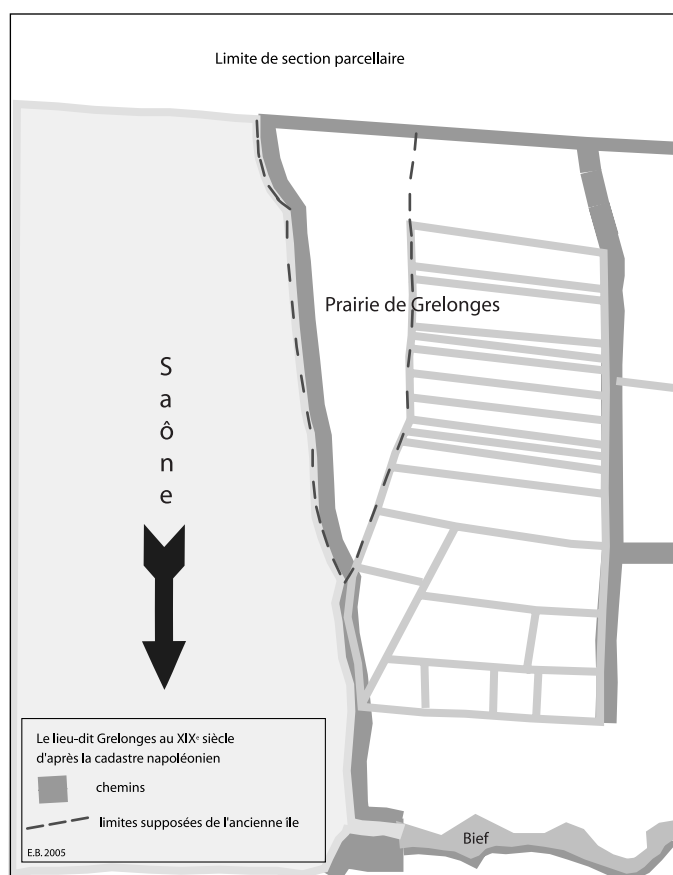 Limite de section parcellaire
Prairie de Grelonges
Saône
Le lieu-dit Grelonges au XIXe siècle
d'après la cadastre napoléonien
chemins
limites supposées de l'ancienne île
E.B. 2005
Bief